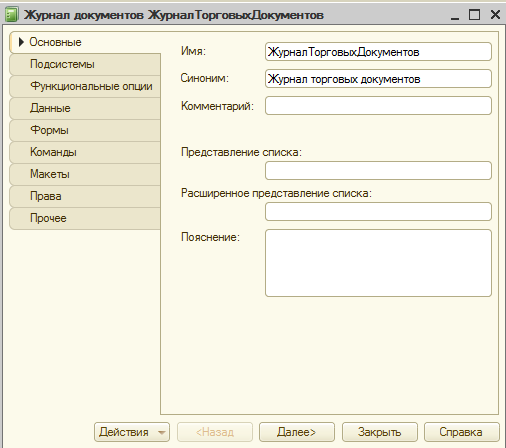 Журнал документов ЖурналТорговыхДокументов
Основные
Подсистемы
Функциональные опции
Данные
Формы
Команды
Макеты
Права
Прочее
Имя: ЖурналТорговыхДокументов
Синоним: Журнал торговых документов
Комментарий:
Представление списка:
Расширенное представление списка:
Пояснение:
Действия <Назад Далее> Закрыть Справка